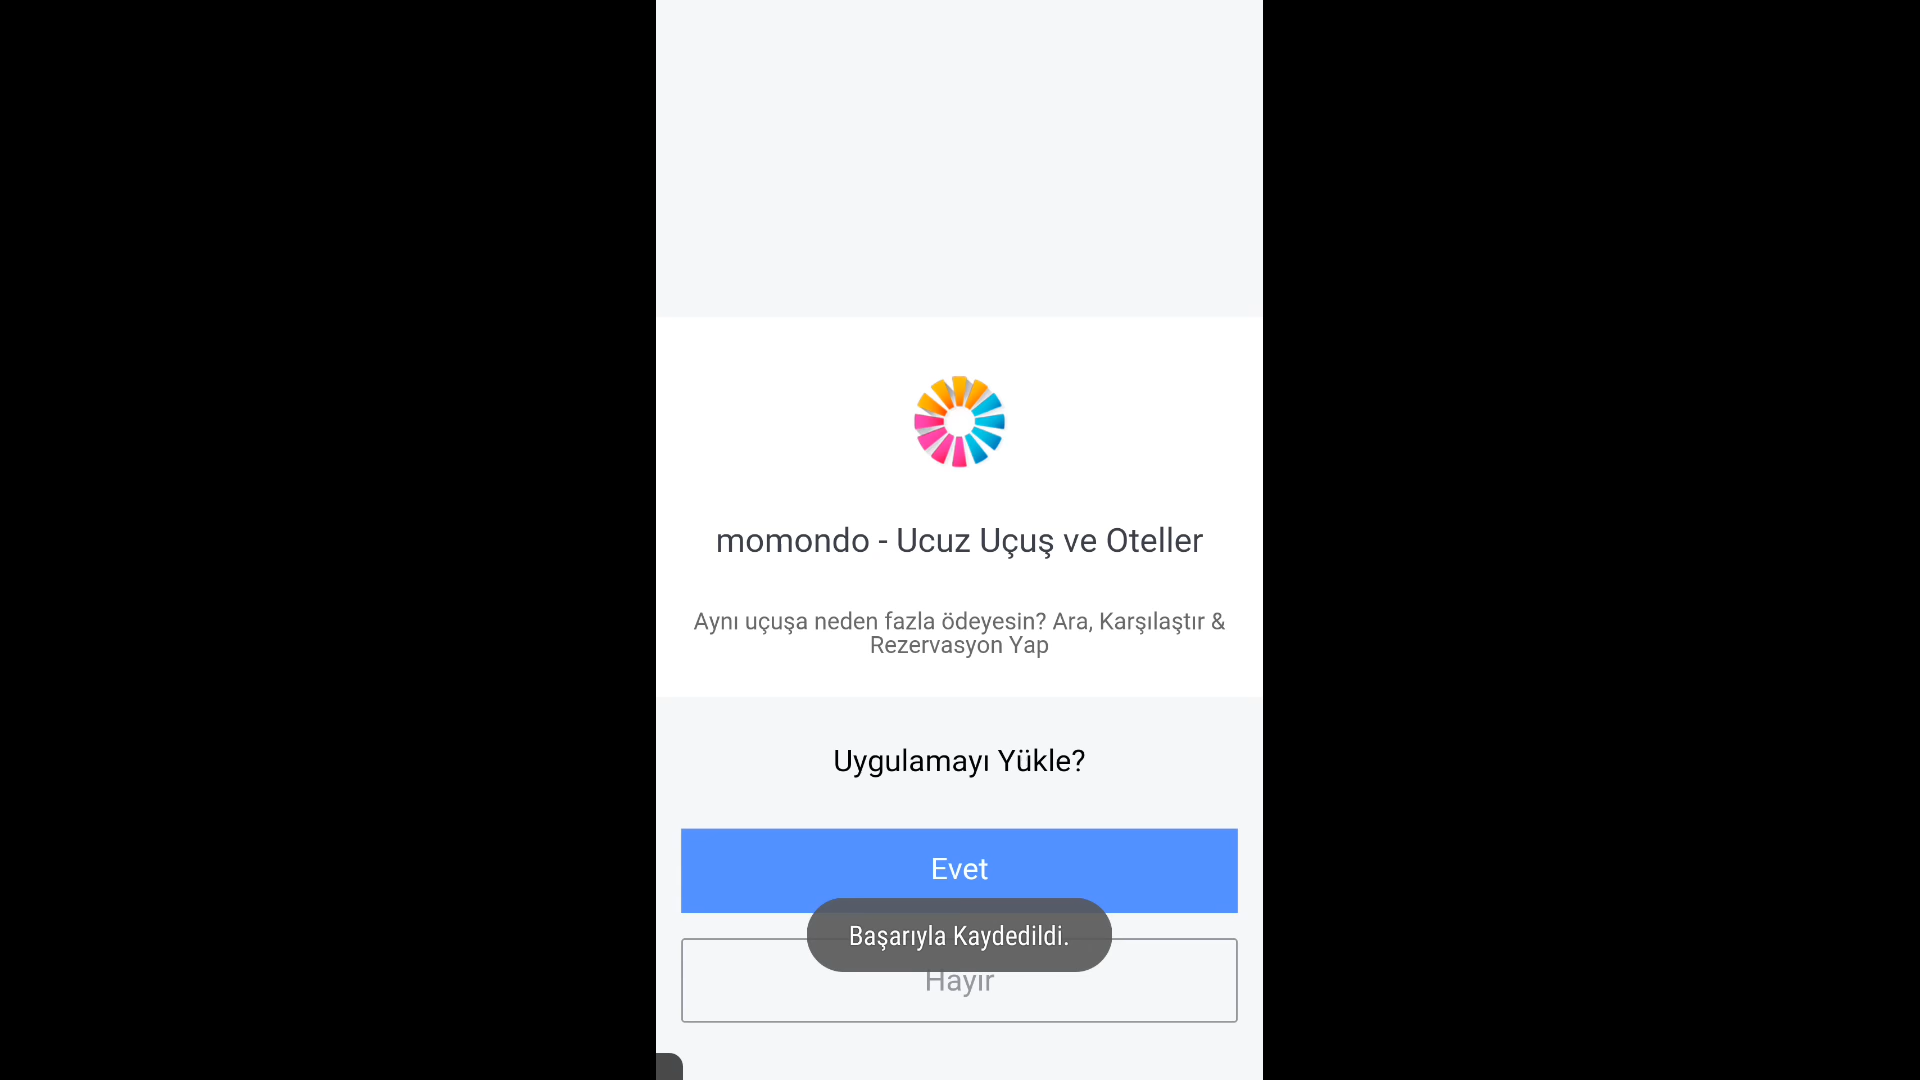 momondo - Ucuz Uçuş ve Oteller
Aynı uçuşa neden fazla ödeyesin? Ara, Karşılaştır &
Rezervasyon Yap
Uygulamayı Yükle?
Evet
Başarıyla Kaydedildi.
Hayır